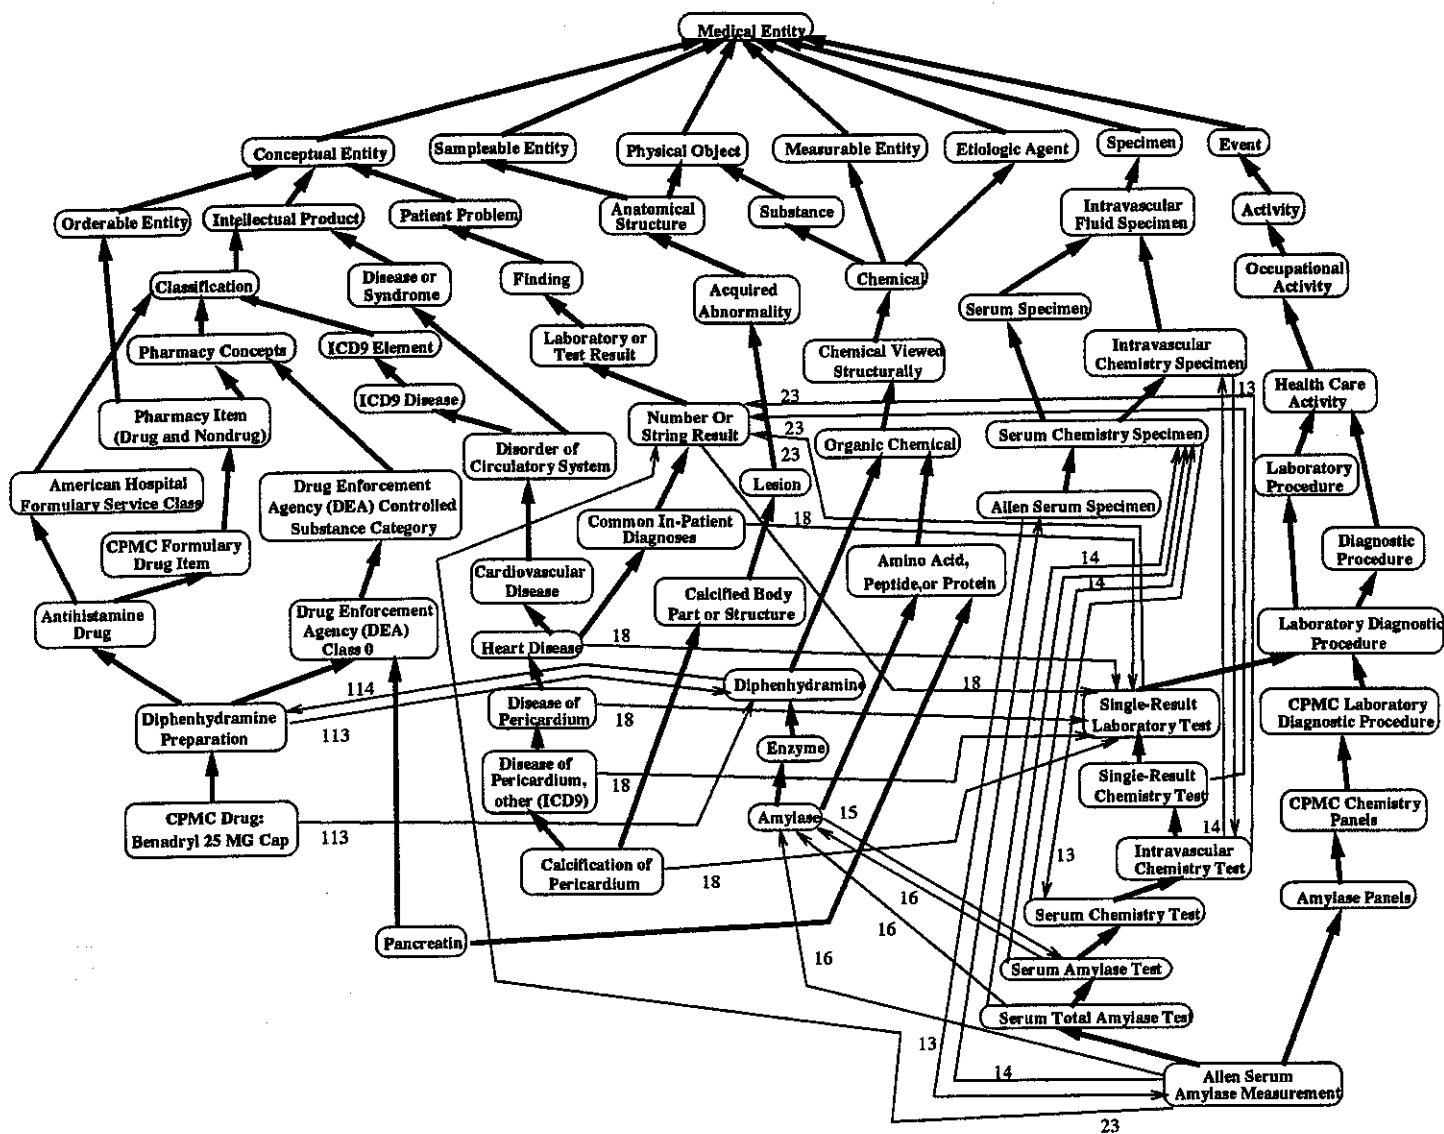 Medical Entity
Conceptual Entity
Sampleable Entity
Physical Object
Measurable Entity
Etiologic Agent
Specimen
Event
Orderable Entity
Intellectual Product
Patient Problem
Anatomical
Structure
Substance
Intravascular
Fluid Specimen
Activity
Classification
Disease or
Syndrome
Finding
Acquired
Abnormality
Chemical
Serum Specimen
Occupational
Activity
Pharmacy Concepts
ICD9 Element
Laboratory or
Test Result
Chemical Viewed
Structurally
Intravascular
Chemistry Specimen
13
Health Care
Activity
ICD9 Disease
23
Pharmacy Item
(Drug and Nondrug)
Number Or
String Result
23
Organic Chemical
Serum Chemistry Specimen
Disorder of
Circulatory System
23
Laboratory
Procedure
American Hospital
Formulary Service Class
Drug Enforcement
Agency (DEA) Controlled
Substance Category
Lesion
Allen Serum Specimen
Common In-Patient
Diagnoses
18
CPMC Formulary
Drug Item
Diagnostic
Procedure
Cardiovascular
Disease
Amino Acid,
Peptide,or Protein
14
14
Calcified Body
Part or Structure
Antihistamine
Drug
Drug Enforcement
Agency (DEA)
Class 0
Heart Disease
18
Laboratory Diagnostic
Procedure
114
Diphenhydramine
18
Diphenhydramine
Preparation
113
Disease of
Pericardium
18
Single-Result
Laboratory Test
CPMC Laboratory
Diagnostic Procedure
Enzyme
Disease of
Pericardium,
other (ICD9)
18
Single-Result
Chemistry Test
CPMC Drug:
Benadryl 25 MG Cap
113
Amylase
15
CPMC Chemistry
Panels
14
Intravascular
Chemistry Test
Calcification of
Pericardium
18
13
16
Serum Chemistry Test
Amylase Panels
16
Pancreatin
16
Serum Amylase Test
Serum Total Amylase Test
13
14
Allen Serum
Amylase Measurement
23